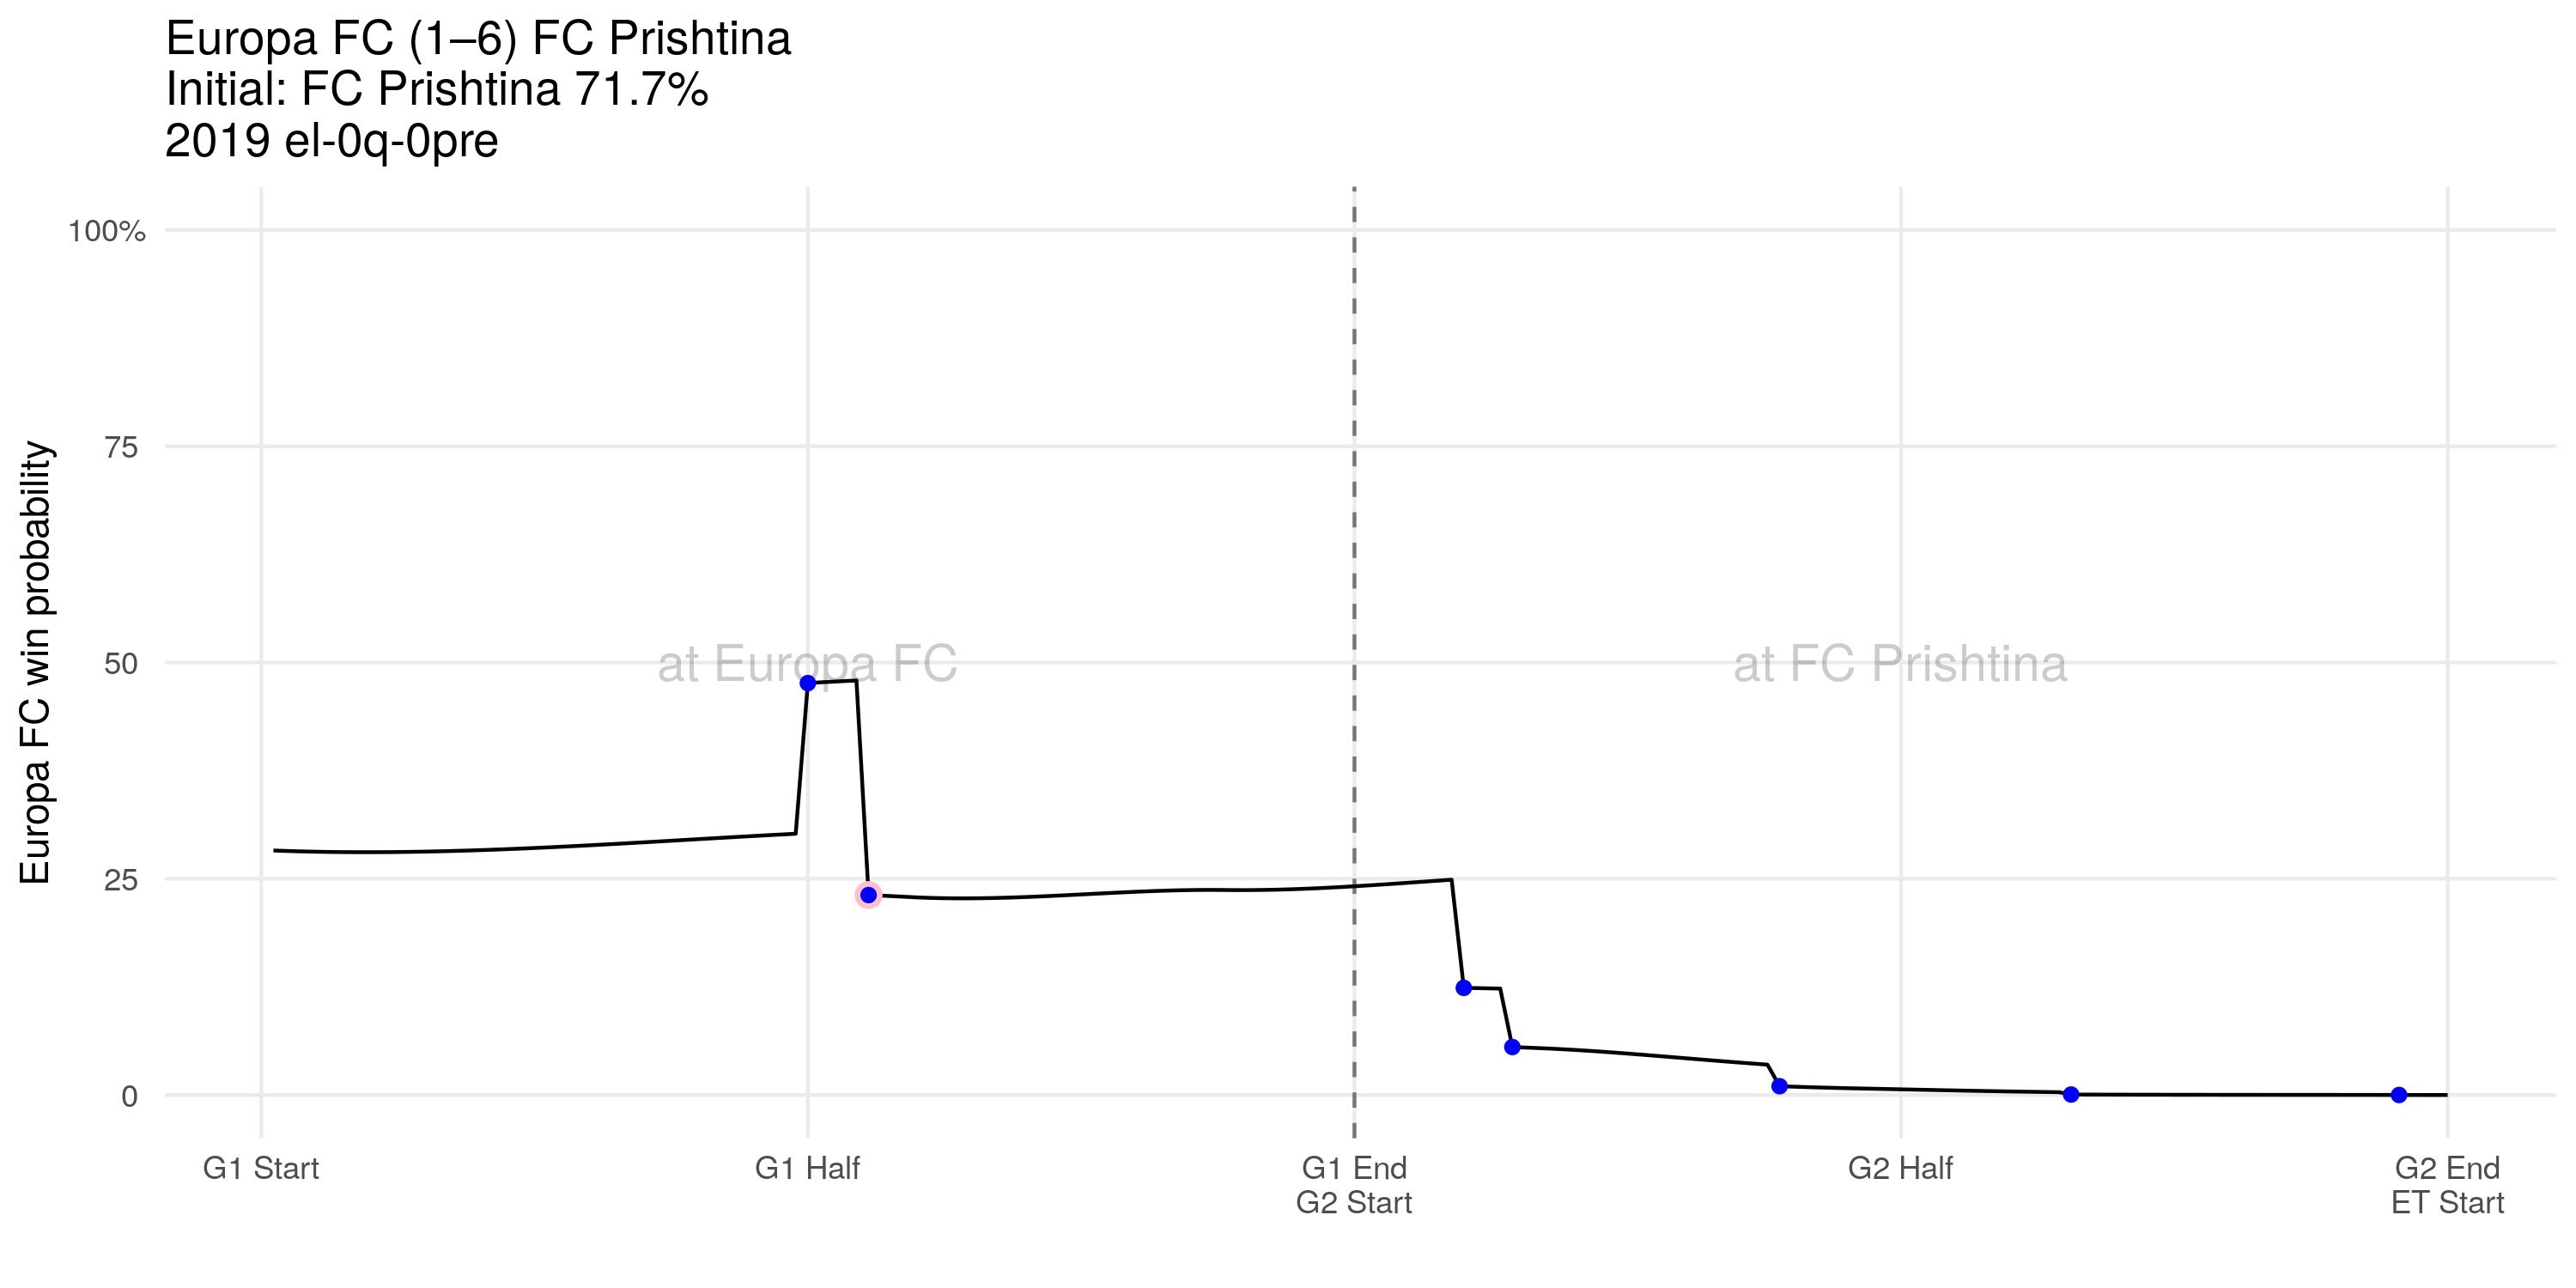 Europa FC (1–6) FC Prishtina
Initial: FC Prishtina 71.7%
2019 el-0q-0pre
Europa FC win probability
100%
75
50
25
0
at Europa FC
at FC Prishtina
G1 Start
G1 Half
G1 End
G2 Start
G2 Half
G2 End
ET Start